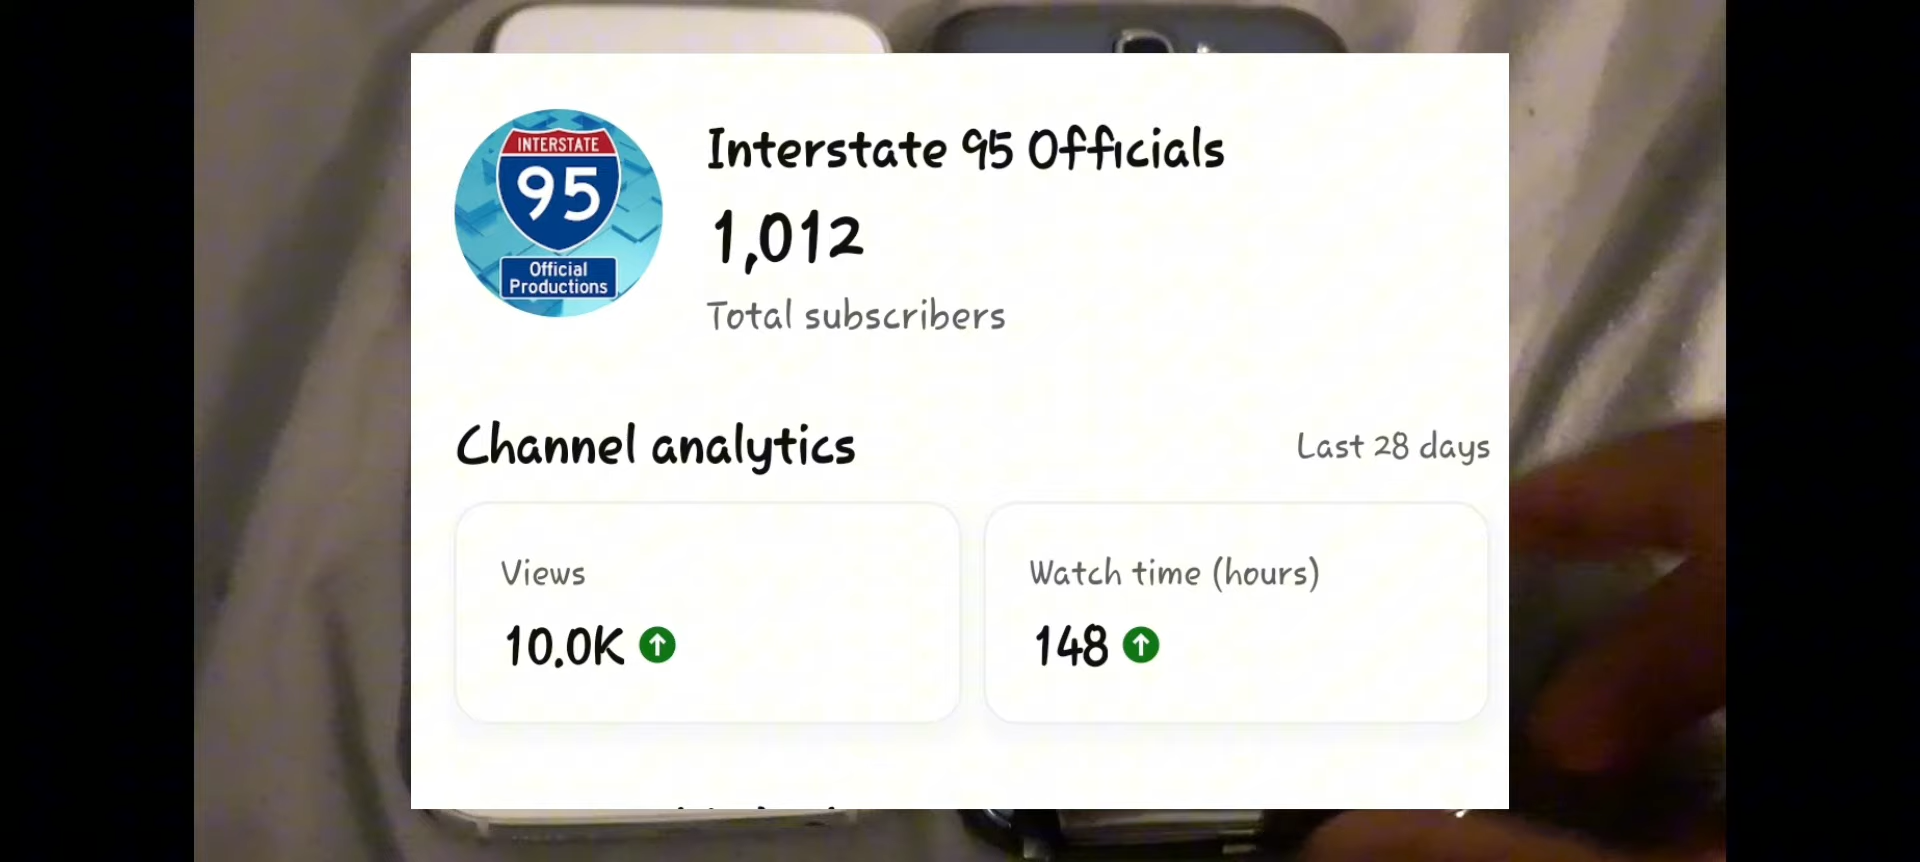 INTERSTATE
95
Official
Productions
Interstate 95 Officials
1,012
Total subscribers
Channel analytics
Last 28 days
Views
10.0K
Watch time (hours)
148